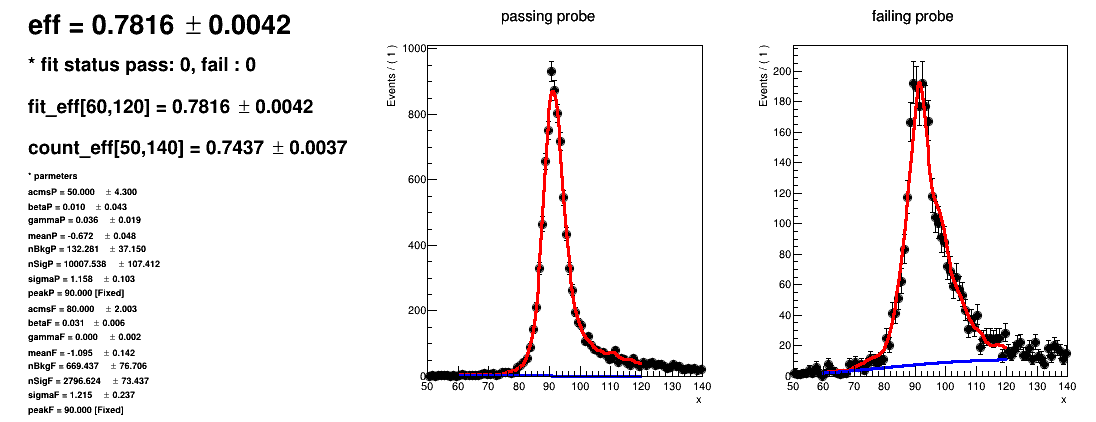 eff = 0.7816 ± 0.0042
* fit status pass: 0, fail : 0
fit_eff[60,120] = 0.7816 ± 0.0042
count_eff[50,140] = 0.7437 ± 0.0037
* parmeters
acmsP = 50.000 ± 4.300
betaP = 0.010 ± 0.043
gammaP = 0.036 ± 0.019
meanP = -0.672 ± 0.048
nBkgP = 132.281 ± 37.150
nSigP = 10007.538 ± 107.412
sigmaP = 1.158 ± 0.103
peakP = 90.000 [Fixed]
acmsF = 80.000 ± 2.003
betaF = 0.031 ± 0.006
gammaF = 0.000 ± 0.002
meanF = -1.095 ± 0.142
nBkgF = 669.437 ± 76.706
nSigF = 2796.624 ± 73.437
sigmaF = 1.215 ± 0.237
peakF = 90.000 [Fixed]
passing probe
Events / ( 1 )
1000
800
600
400
200
0
50 60 70 80 90 100 110 120 130 140
x
failing probe
Events / ( 1 )
200
180
160
140
120
100
80
60
40
20
0
50 60 70 80 90 100 110 120 130 140
x